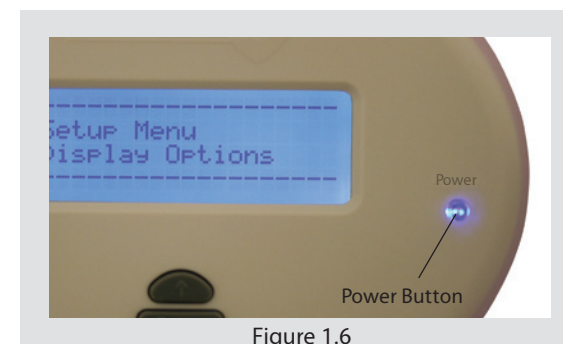 Setup Menu
Display Options
Power
Power Button
Figure 1.6